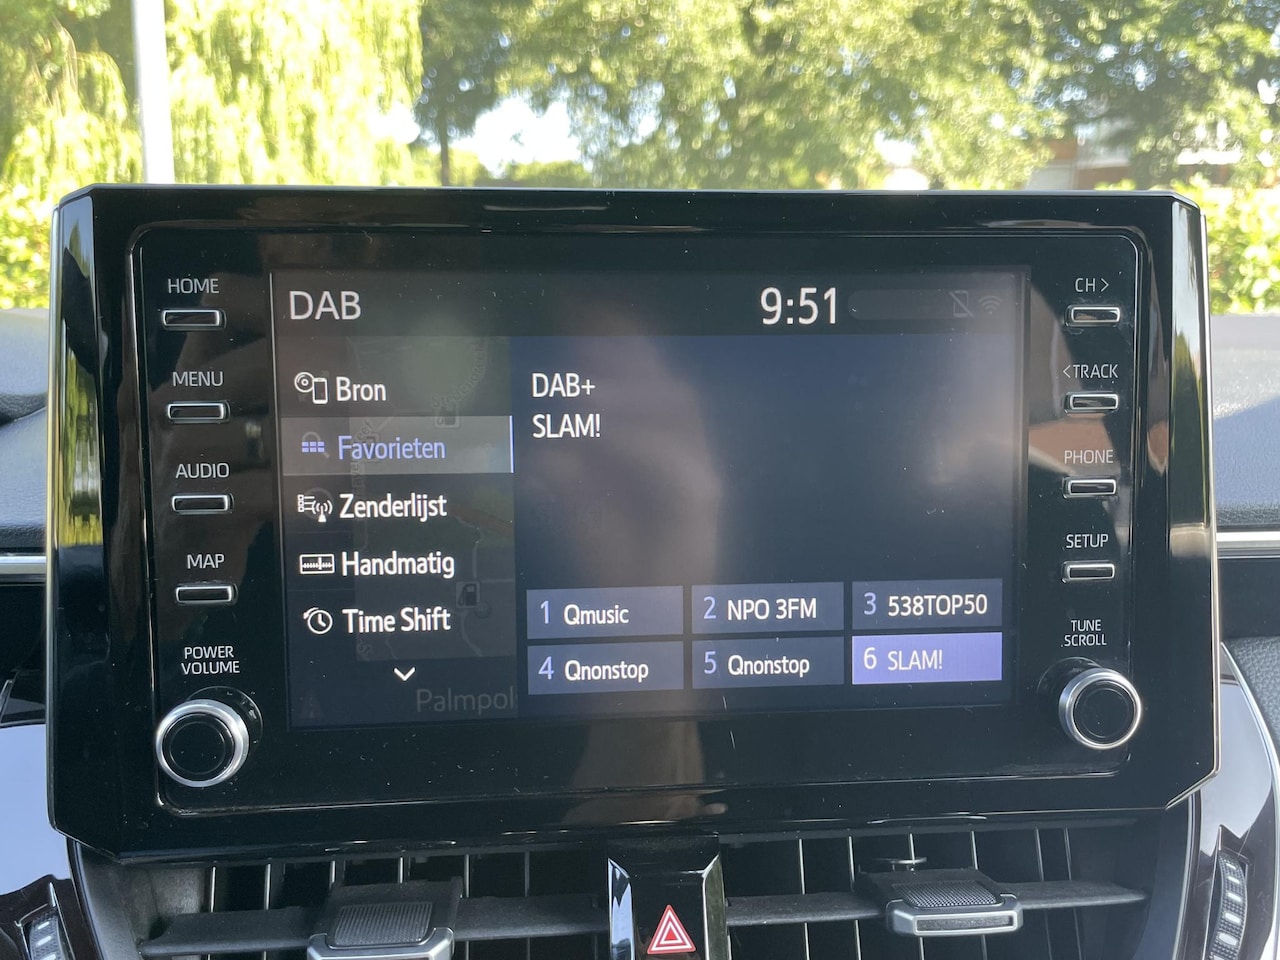 HOME
MENU
AUDIO
MAP
POWER
VOLUME
DAB
9:51
Bron
Favorieten
Zenderlijst
Handmatig
Time Shift
DAB+
SLAM!
1 Qmusic
2 NPO 3FM
3 538TOP50
4 Qnonstop
5 Qnonstop
6 SLAM!
CH >
< TRACK
PHONE
SETUP
TUNE
SCROLL